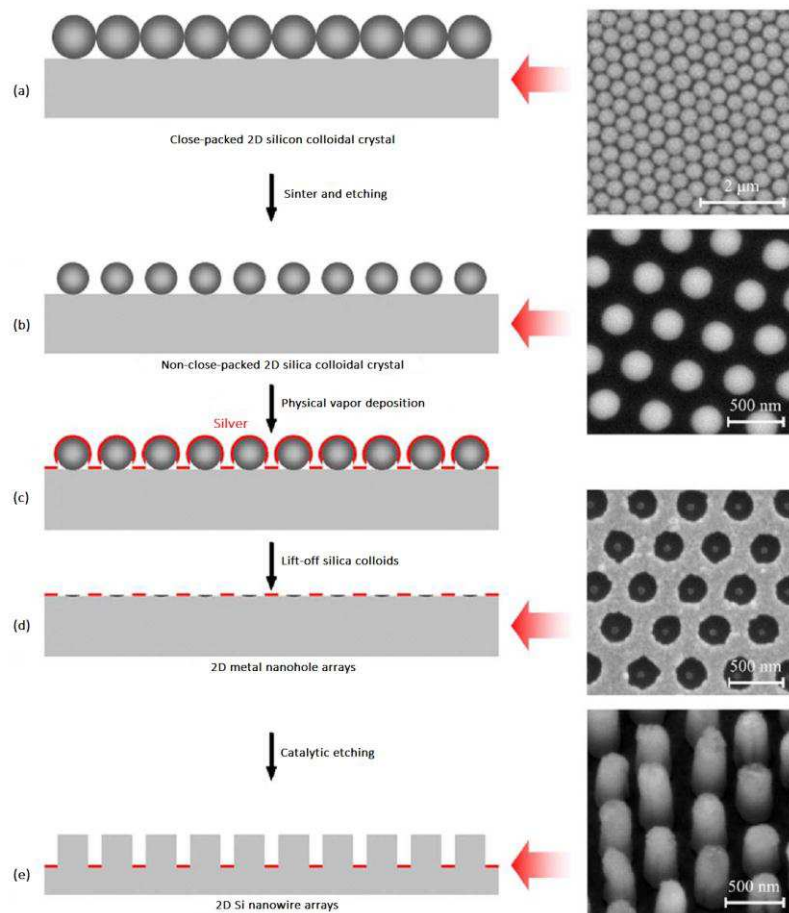 (a)
Close-packed 2D silicon colloidal crystal
2 μm
Sinter and etching
(b)
Non-close-packed 2D silica colloidal crystal
500 nm
Physical vapor deposition
Silver
(c)
Lift-off silica colloids
(d)
2D metal nanohole arrays
500 nm
Catalytic etching
(e)
2D Si nanowire arrays
500 nm